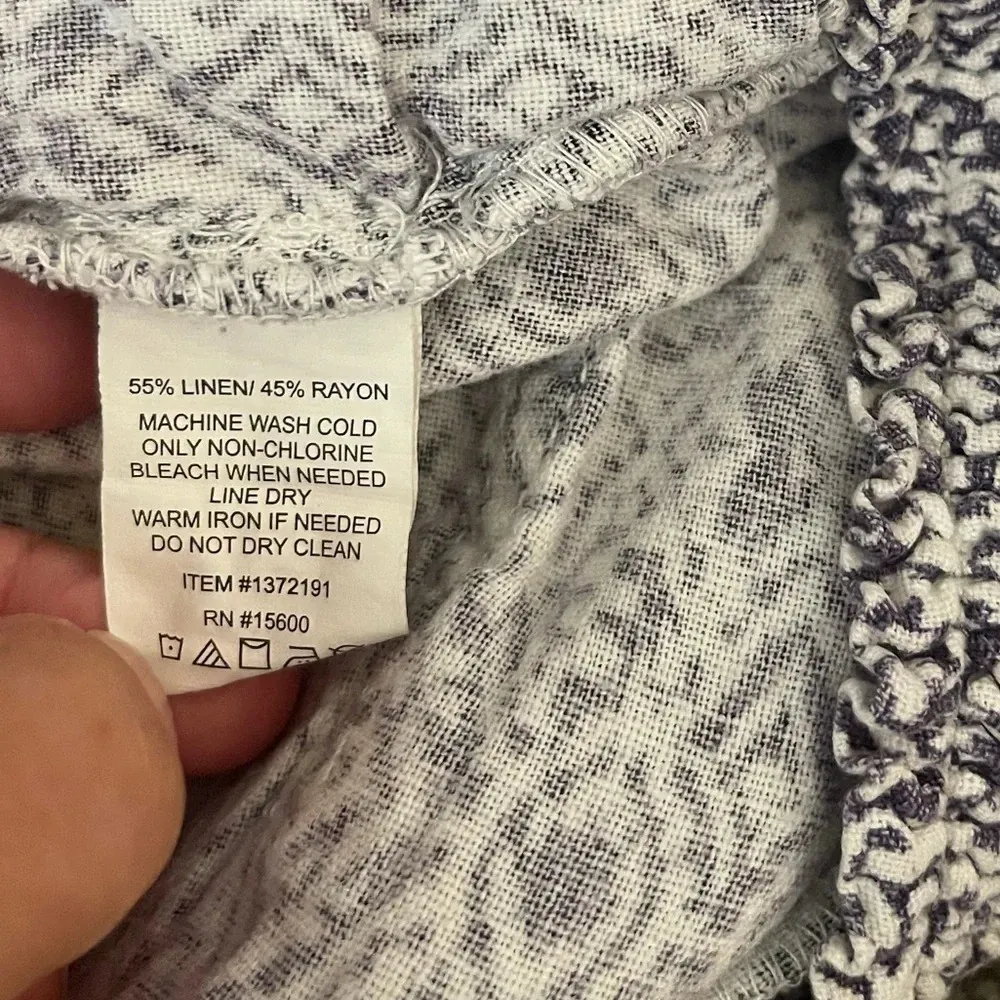 55% LINEN/ 45% RAYON
MACHINE WASH COLD
ONLY NON-CHLORINE
BLEACH WHEN NEEDED
LINE DRY
WARM IRON IF NEEDED
DO NOT DRY CLEAN
ITEM #1372191
RN #15600